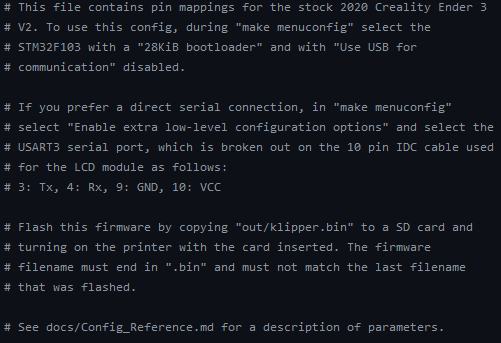 # This file contains pin mappings for the stock 2020 Creality Ender 3
# V2. To use this config, during "make menuconfig" select the
# STM32F103 with a "28KiB bootloader" and with "Use USB for
# communication" disabled.
# If you prefer a direct serial connection, in "make menuconfig"
# select "Enable extra low-level configuration options" and select the
# USART3 serial port, which is broken out on the 10 pin IDC cable used
# for the LCD module as follows:
# 3: Tx, 4: Rx, 9: GND, 10: VCC
# Flash this firmware by copying "out/klipper.bin" to a SD card and
# turning on the printer with the card inserted. The firmware
# filename must end in ".bin" and must not match the last filename
# that was flashed.
# See docs/Config_Reference.md for a description of parameters.